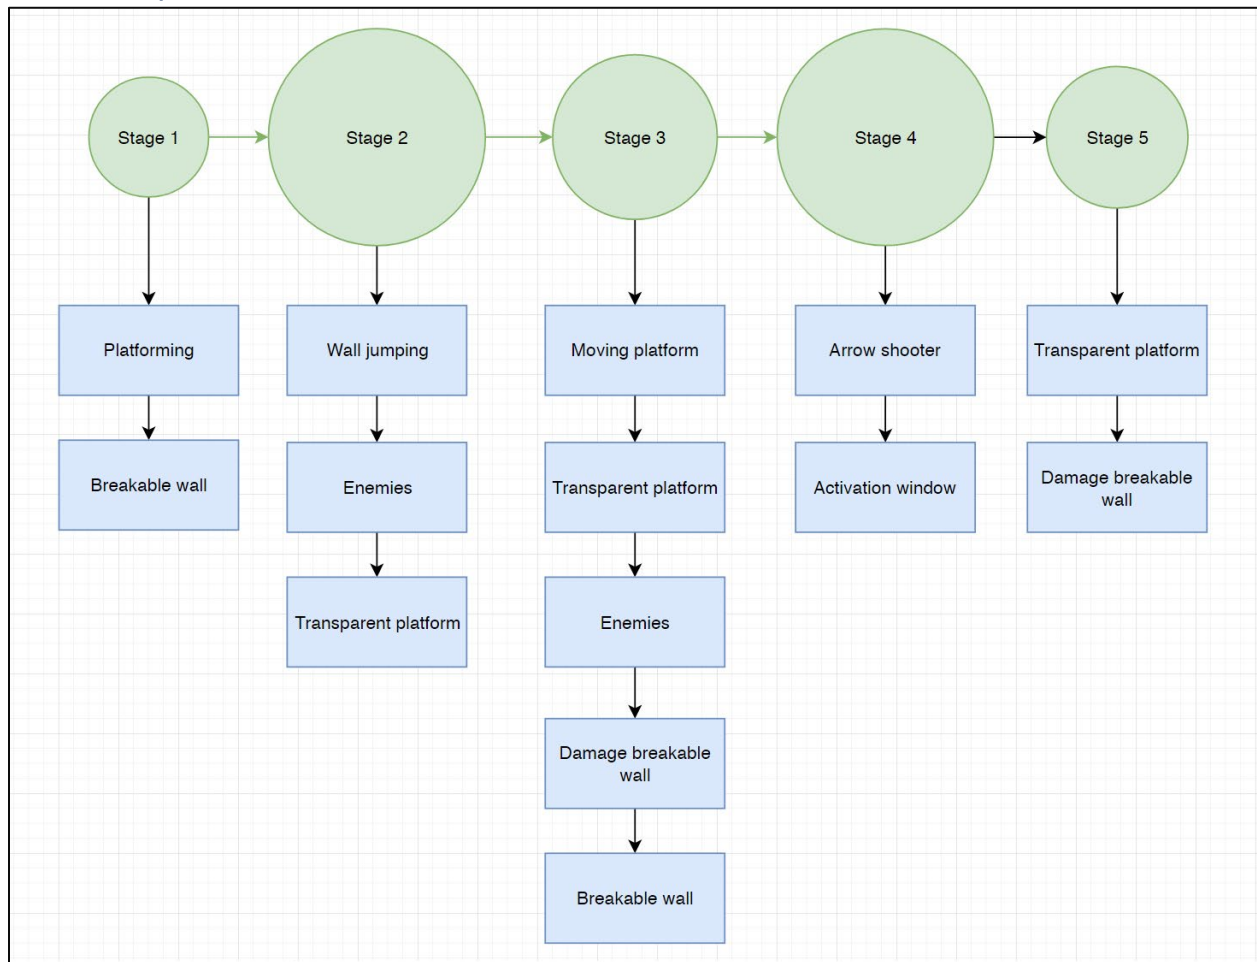 Stage 1
Stage 2
Stage 3
Stage 4
Stage 5
Platforming
Wall jumping
Moving platform
Arrow shooter
Transparent platform
Breakable wall
Enemies
Transparent platform
Activation window
Damage breakable
wall
Transparent platform
Enemies
Damage breakable
wall
Breakable wall